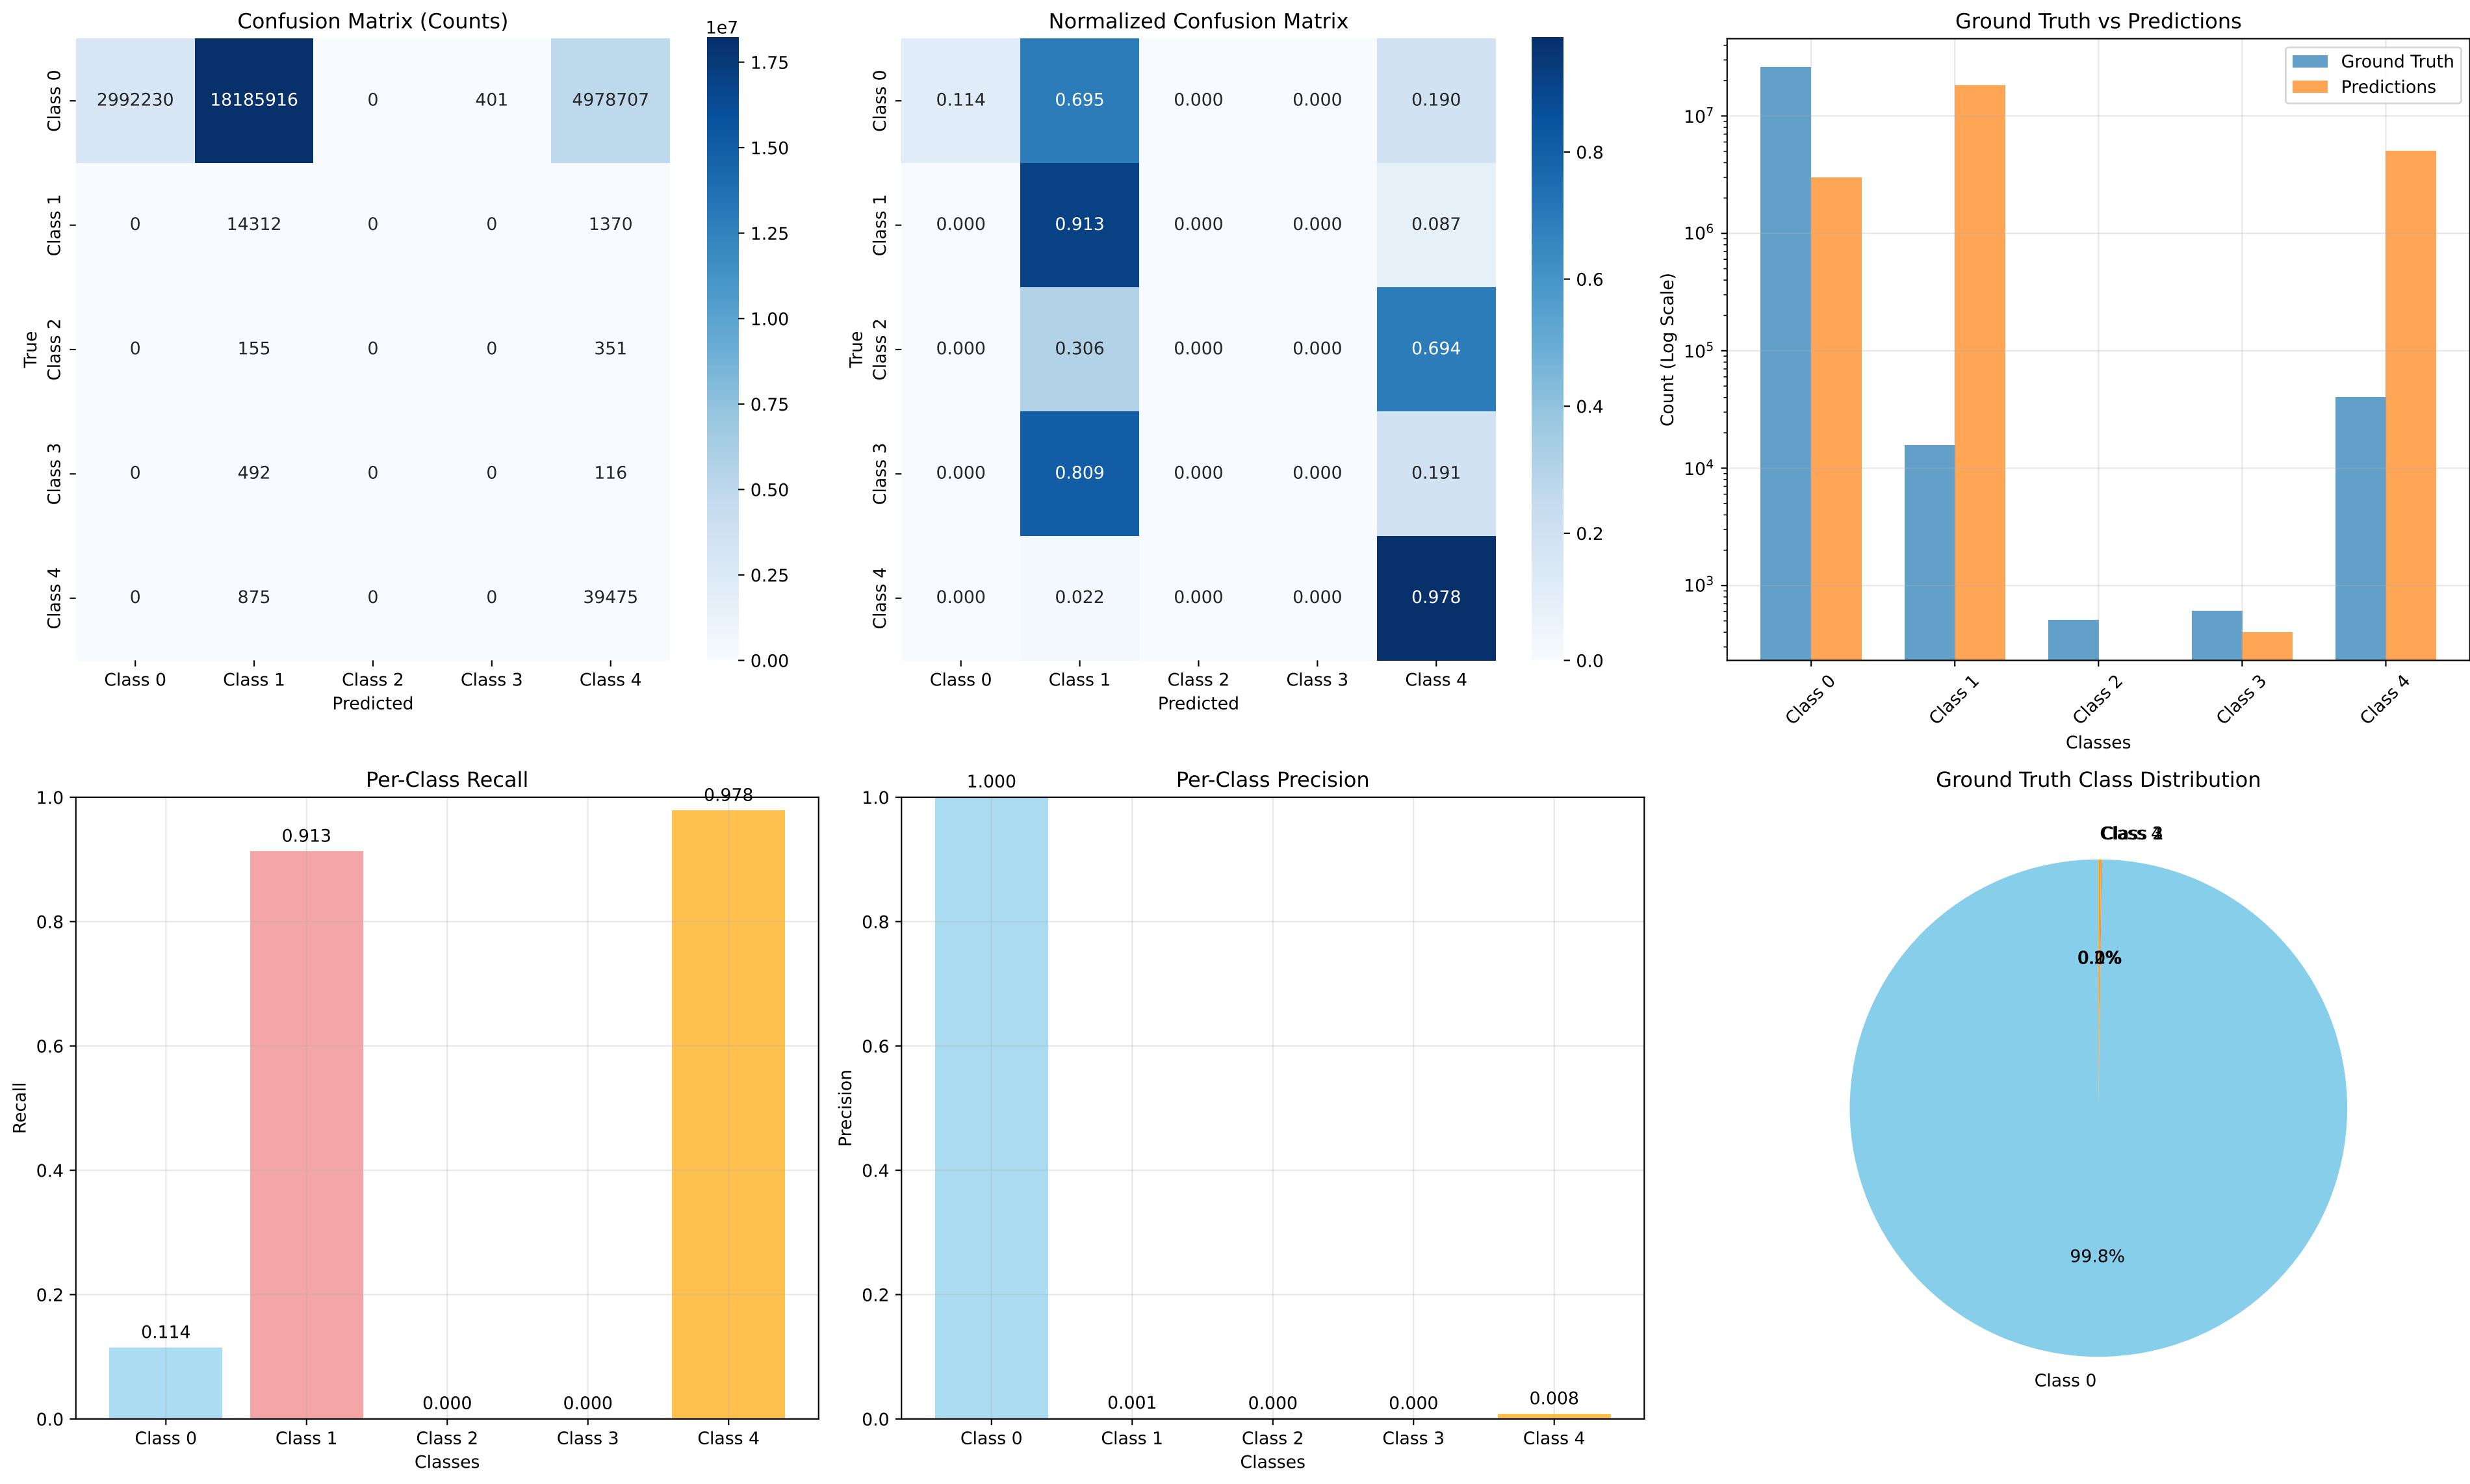 Confusion Matrix (Counts)
1e7
Class 0
2992230 18185916 0 401 4978707
Class 1
0 14312 0 0 1370
Class 2
0 155 0 0 351
Class 3
0 492 0 0 116
Class 4
0 875 0 0 39475
True
Class 0 Class 1 Class 2 Class 3 Class 4
Predicted
1.75
1.50
1.25
1.00
0.75
0.50
0.25
0.00
Normalized Confusion Matrix
Class 0
0.114 0.695 0.000 0.000 0.190
Class 1
0.000 0.913 0.000 0.000 0.087
Class 2
0.000 0.306 0.000 0.000 0.694
Class 3
0.000 0.809 0.000 0.000 0.191
Class 4
0.000 0.022 0.000 0.000 0.978
True
Class 0 Class 1 Class 2 Class 3 Class 4
Predicted
0.8
0.6
0.4
0.2
0.0
Ground Truth vs Predictions
Ground Truth
Predictions
Count (Log Scale)
10⁷
10⁶
10⁵
10⁴
10³
Class 0 Class 1 Class 2 Class 3 Class 4
Classes
Per-Class Recall
Recall
1.0
0.8
0.6
0.4
0.2
0.0
0.114 0.913 0.000 0.000 0.978
Class 0 Class 1 Class 2 Class 3 Class 4
Classes
Per-Class Precision
Precision
1.0
0.8
0.6
0.4
0.2
0.0
1.000 0.001 0.000 0.000 0.008
Class 0 Class 1 Class 2 Class 3 Class 4
Classes
Ground Truth Class Distribution
Class
99.8%
Class 0